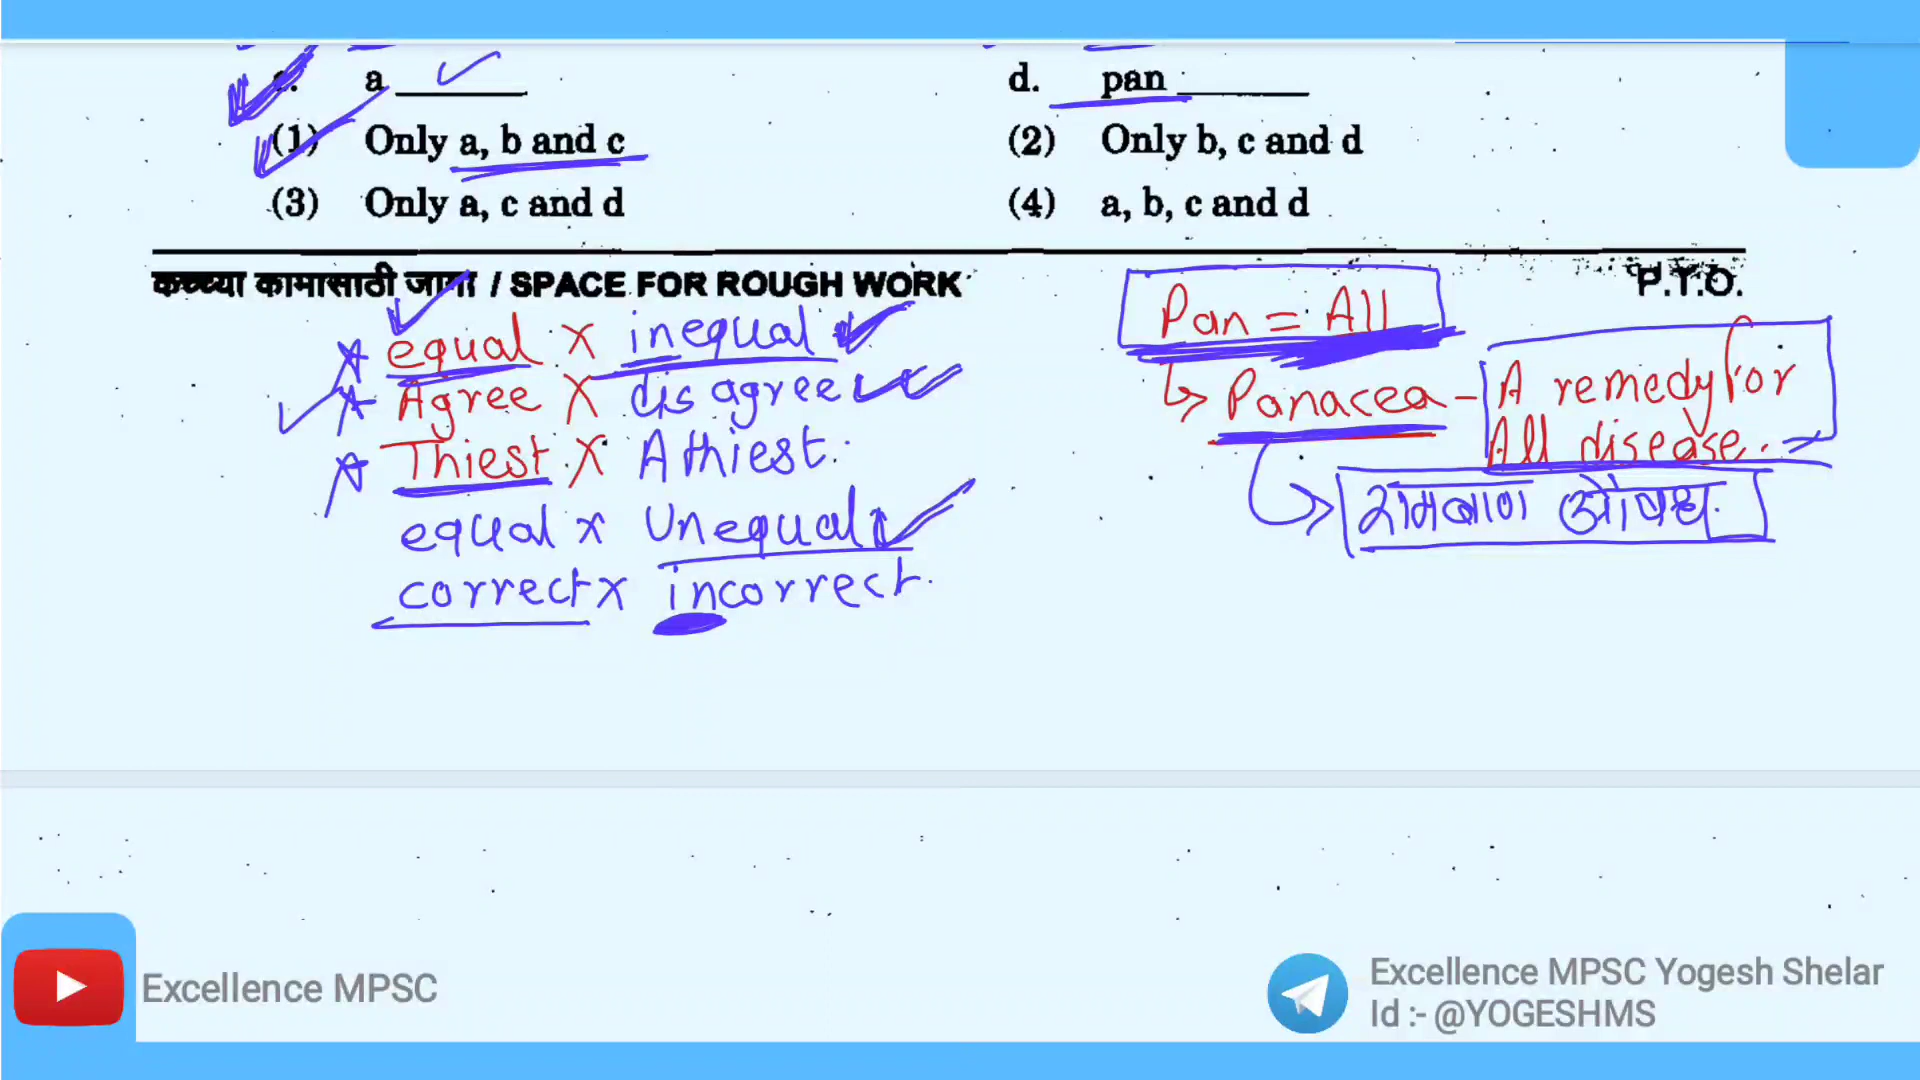 c. a ______ d. pan ______
(1) Only a, b and c (2) Only b, c and d
(3) Only a, c and d (4) a, b, c and d
कच्च्या कामासाठी जागा / SPACE FOR ROUGH WORK P.T.O.
equal x inequal
Agree x disagree
Thiest x Athiest.
equal x Unequal
correct x incorrect.
Pan = All
Panacea - A remedy for
All disease.
रामबाण औषध.
Excellence MPSC
Excellence MPSC Yogesh Shelar
Id :- @YOGESHMS